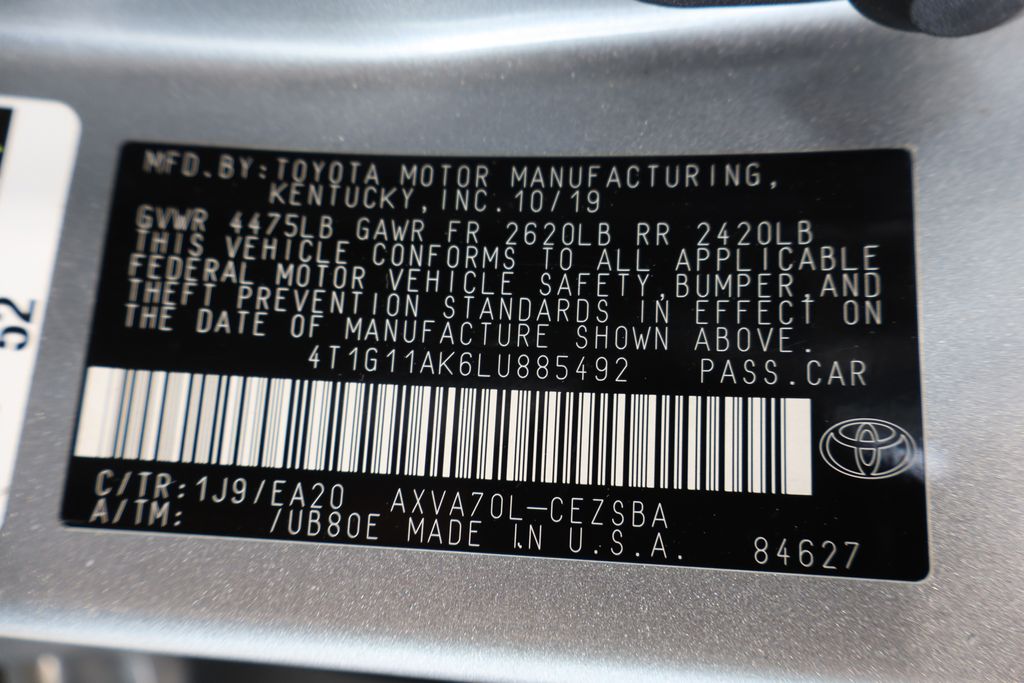 MFD.BY:TOYOTA MOTOR MANUFACTURING,
KENTUCKY,INC.10/19
GVWR 4475LB GAWR FR 2620LB RR 2420LB
THIS VEHICLE CONFORMS TO ALL APPLICABLE
FEDERAL MOTOR VEHICLE SAFETY,BUMPER,AND
THEFT PREVENTION STANDARDS IN EFFECT ON
THE DATE OF MANUFACTURE SHOWN ABOVE.
4T1G11AK6LU885492 PASS.CAR
C/TR:1J9/EA20 AXVA70L-CEZSBA
A/TM: /UB80E MADE IN U.S.A.
84627
52